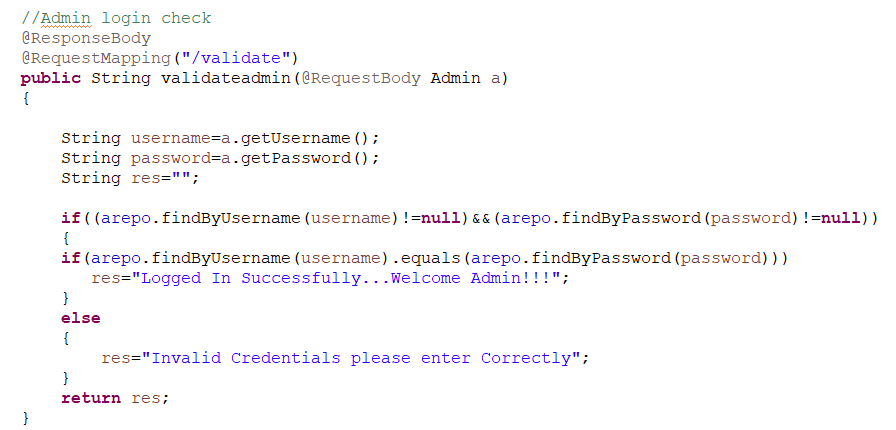 //Admin login check
@ResponseBody
@RequestMapping("/validate")
public String validateadmin(@RequestBody Admin a)
{
String username=a.getUsername();
String password=a.getPassword();
String res="";
if((arepo.findByUsername(username)!=null)&&(arepo.findByPassword(password)!=null))
{
if(arepo.findByUsername(username).equals(arepo.findByPassword(password)))
res="Logged In Successfully...Welcome Admin!!!";
}
else
{
res="Invalid Credentials please enter Correctly";
}
return res;
}